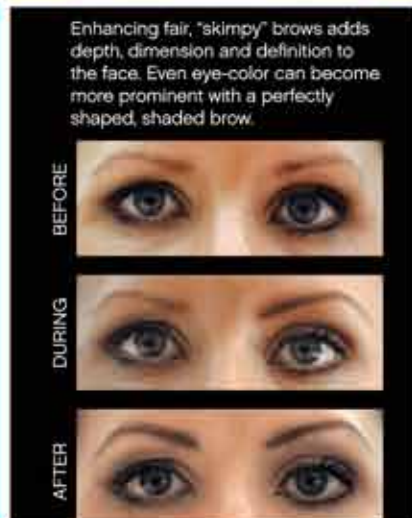 Enhancing fair, “skimpy” brows adds
depth, dimension and definition to
the face. Even eye-color can become
more prominent with a perfectly
shaped, shaded brow.
BEFORE
DURING
AFTER